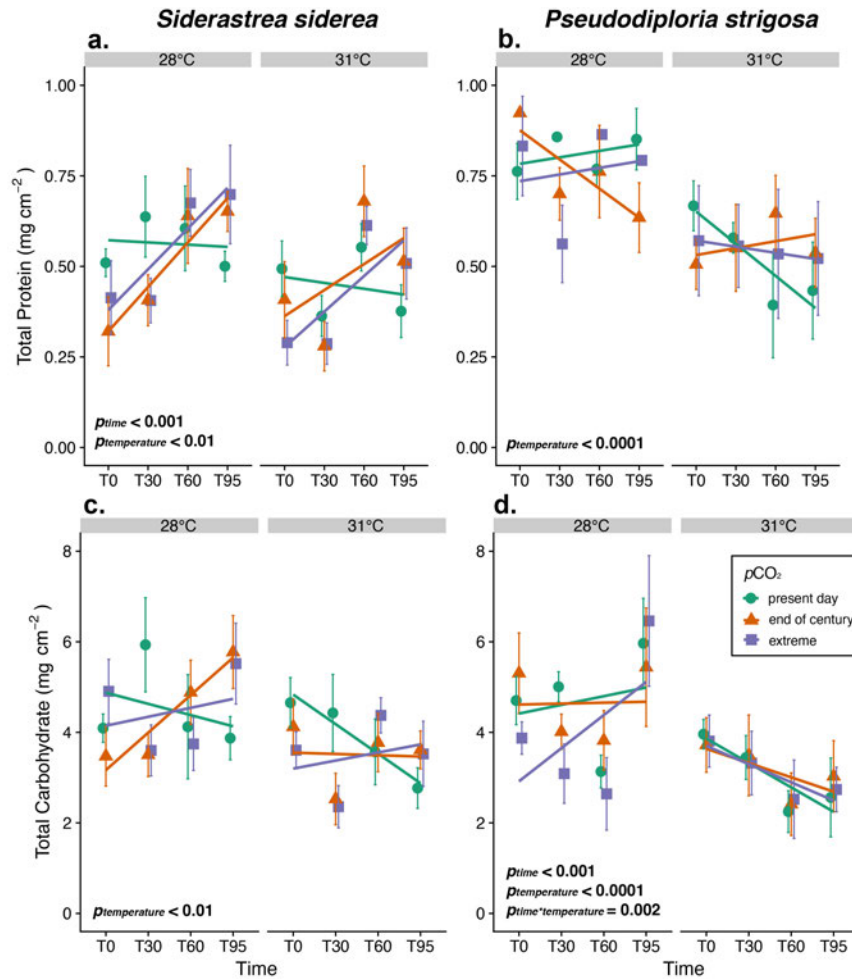 Siderastrea siderea
Pseudodiploria strigosa
a.
28°C
31°C
b.
28°C
31°C
Total Protein (mg cm⁻²)
1.00
0.75
0.50
0.25
0.00
1.00
0.75
0.50
0.25
0.00
ptime < 0.001
ptemperature < 0.01
ptemperature < 0.0001
T0 T30 T60 T95
T0 T30 T60 T95
T0 T30 T60 T95
T0 T30 T60 T95
c.
28°C
31°C
d.
28°C
31°C
Total Carbohydrate (mg cm⁻²)
8
6
4
2
0
8
6
4
2
0
pCO₂
present day
end of century
extreme
ptemperature < 0.01
ptime < 0.001
ptemperature < 0.0001
ptime*temperature = 0.002
T0 T30 T60 T95
T0 T30 T60 T95
T0 T30 T60 T95
T0 T30 T60 T95
Time
Time